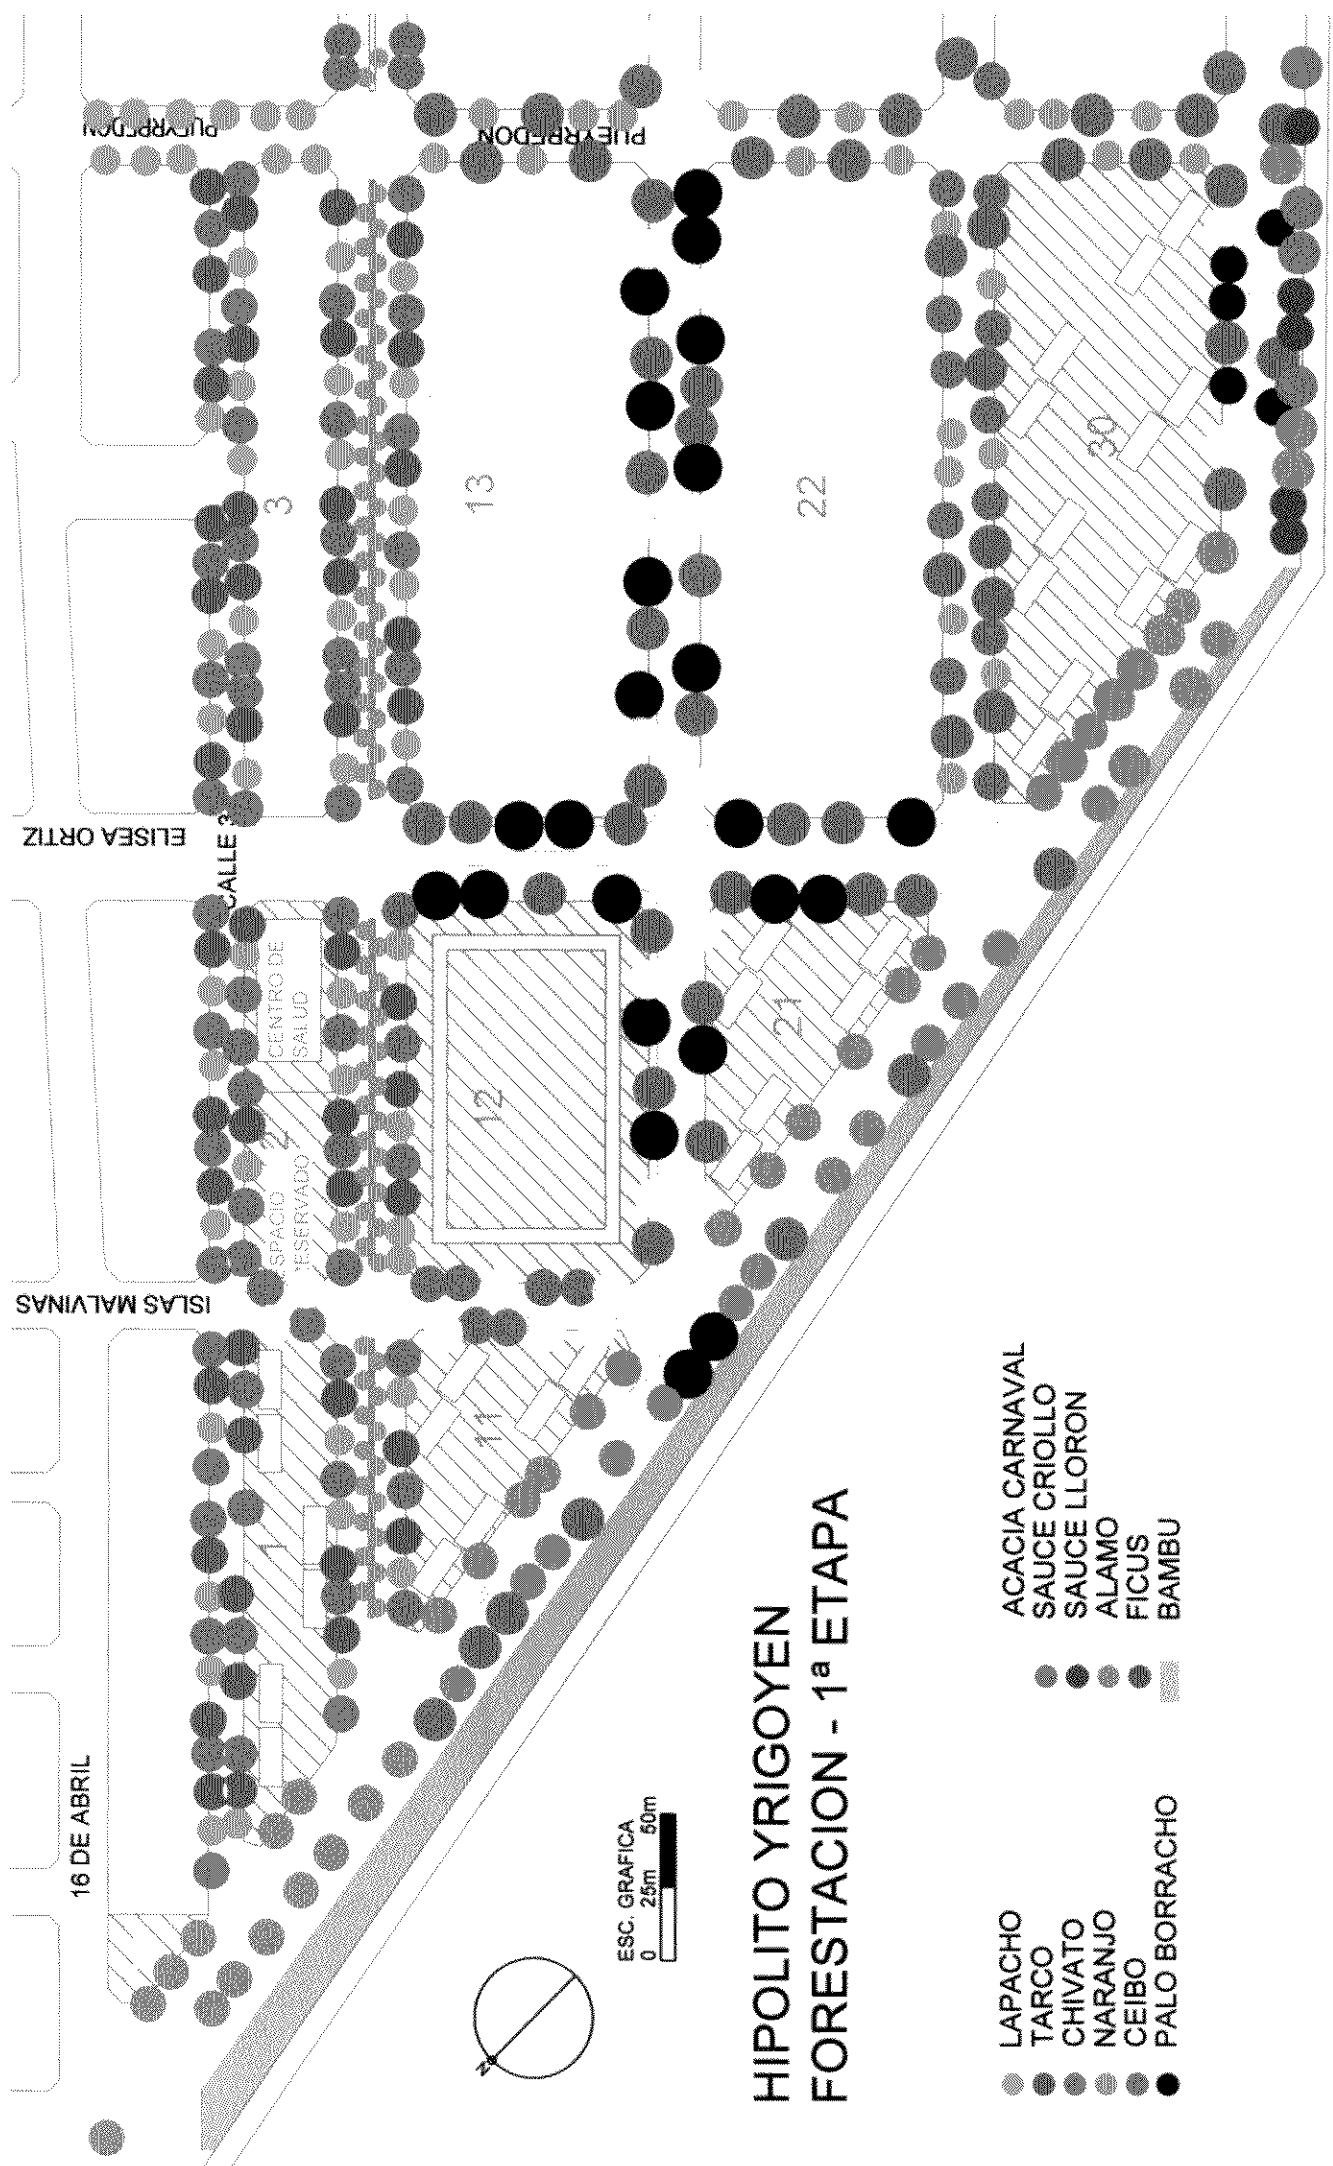 PUEYRREDON
PUEYRREDON
3
13
22
30
ELISEA ORTIZ
CALLE 3
CENTRO DE
SALUD
2
ESPACIO
RESERVADO
12
21
ISLAS MALVINAS
1
11
16 DE ABRIL
N
ESC. GRAFICA
0 25m 50m
HIPOLITO YRIGOYEN
FORESTACION - 1ª ETAPA
LAPACHO
TARCO
CHIVATO
NARANJO
CEIBO
PALO BORRACHO
ACACIA CARNAVAL
SAUCE CRIOLLO
SAUCE LLORON
ALAMO
FICUS
BAMBU